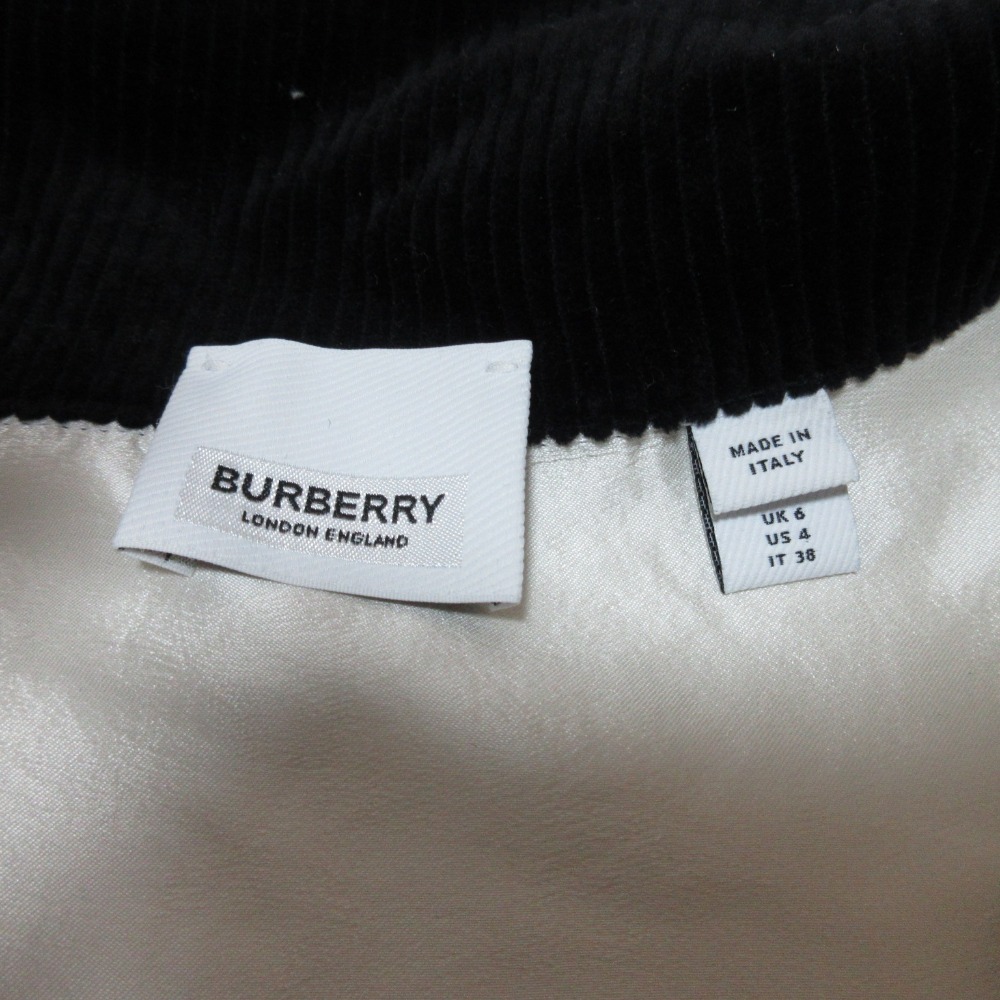 BURBERRY
LONDON ENGLAND
MADE IN
ITALY
UK 6
US 4
IT 38